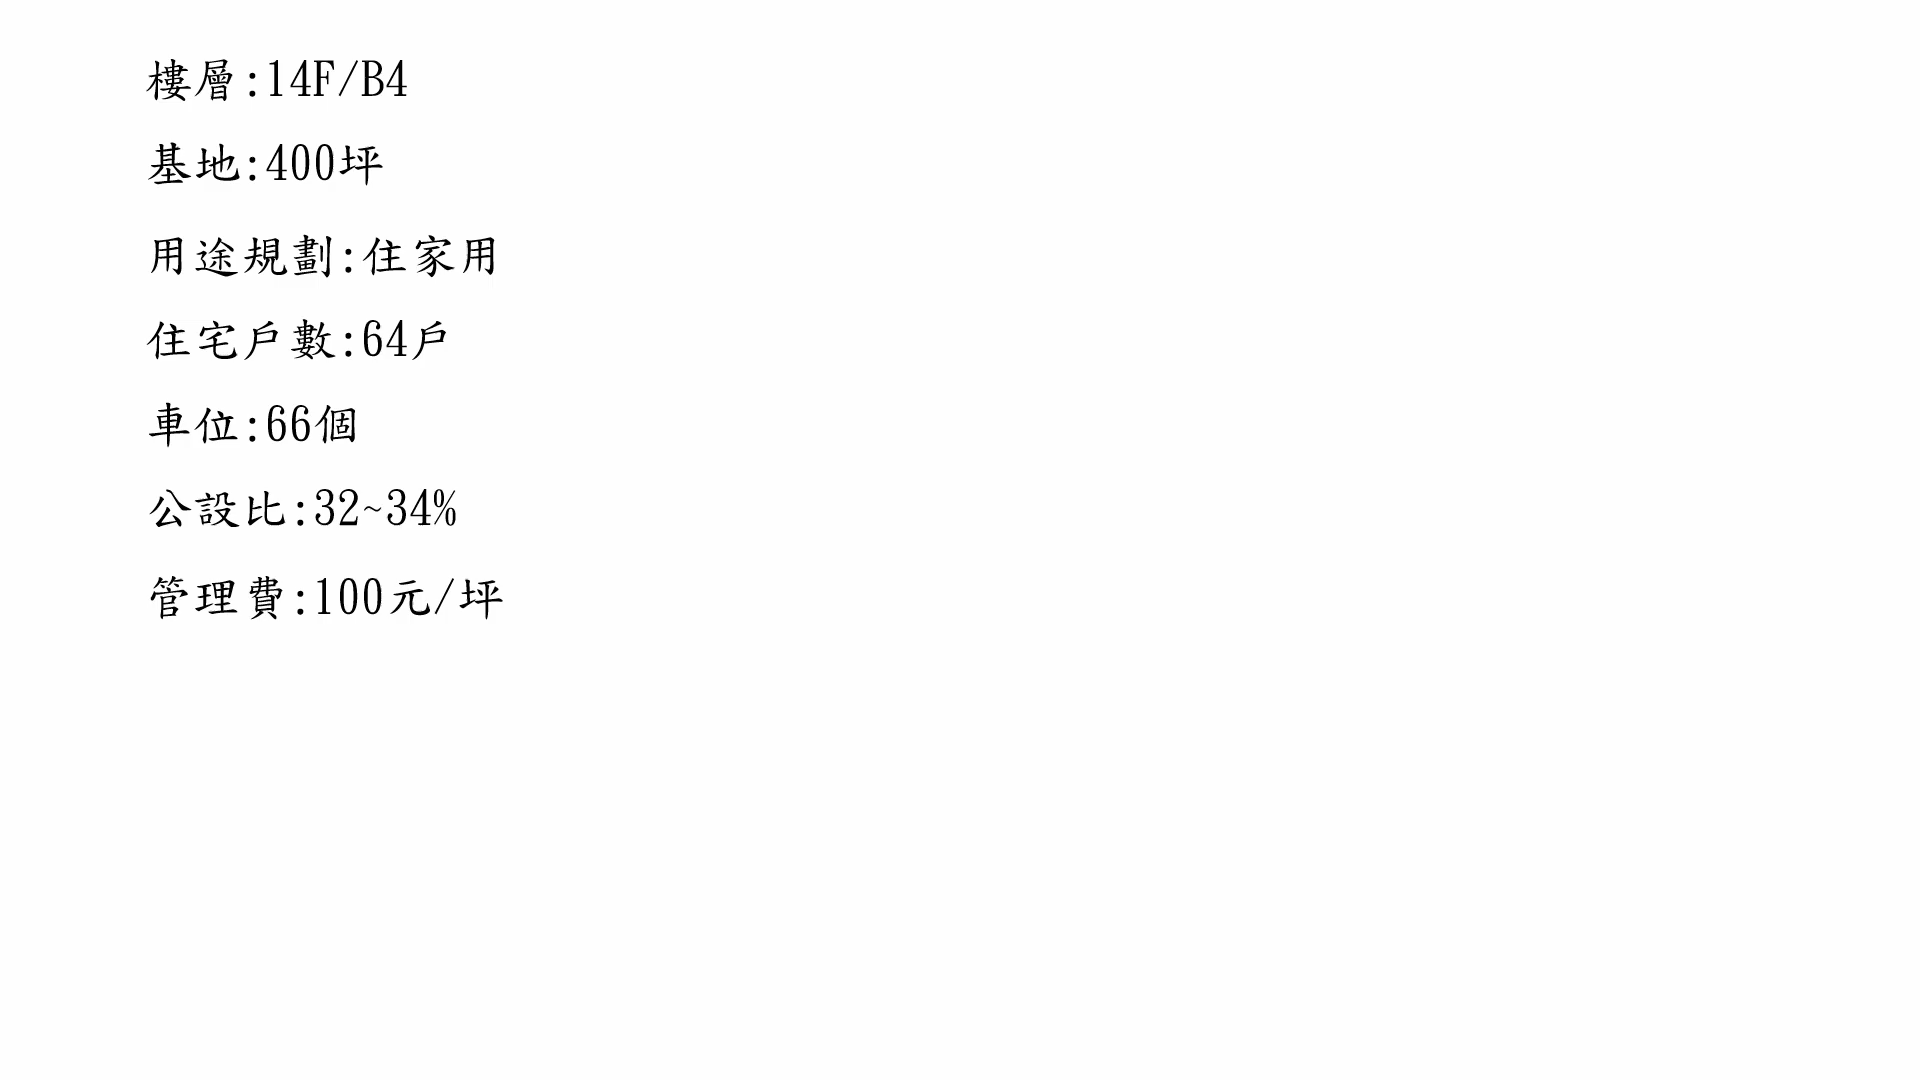 樓層:14F/B4
基地:400坪
用途規劃:住家用
住宅戶數:64戶
車位:66個
公設比:32~34%
管理費:100元/坪